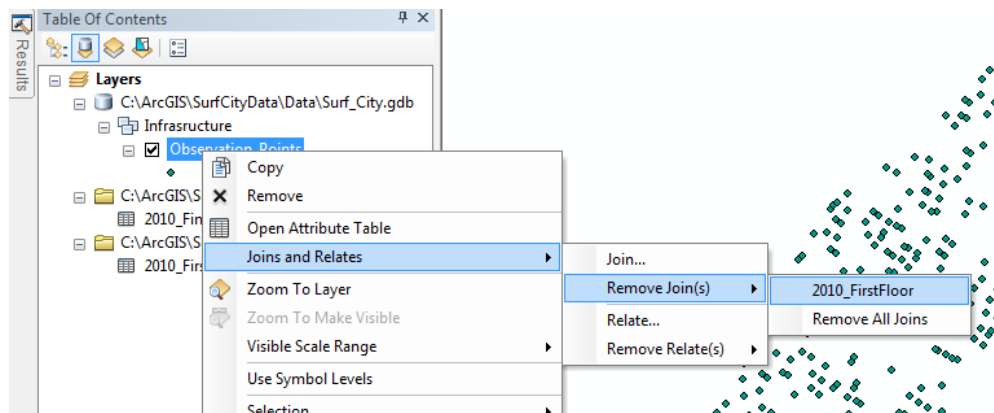 Table Of Contents
Results
Layers
C:\ArcGIS\SurfCityData\Data\Surf_City.gdb
Infrasructure
Observation_Points
C:\ArcGIS\S
2010_Fin
C:\ArcGIS\S
2010_Firs
Copy
Remove
Open Attribute Table
Joins and Relates
Zoom To Layer
Zoom To Make Visible
Visible Scale Range
Use Symbol Levels
Selection
Join...
Remove Join(s)
Relate...
Remove Relate(s)
2010_FirstFloor
Remove All Joins